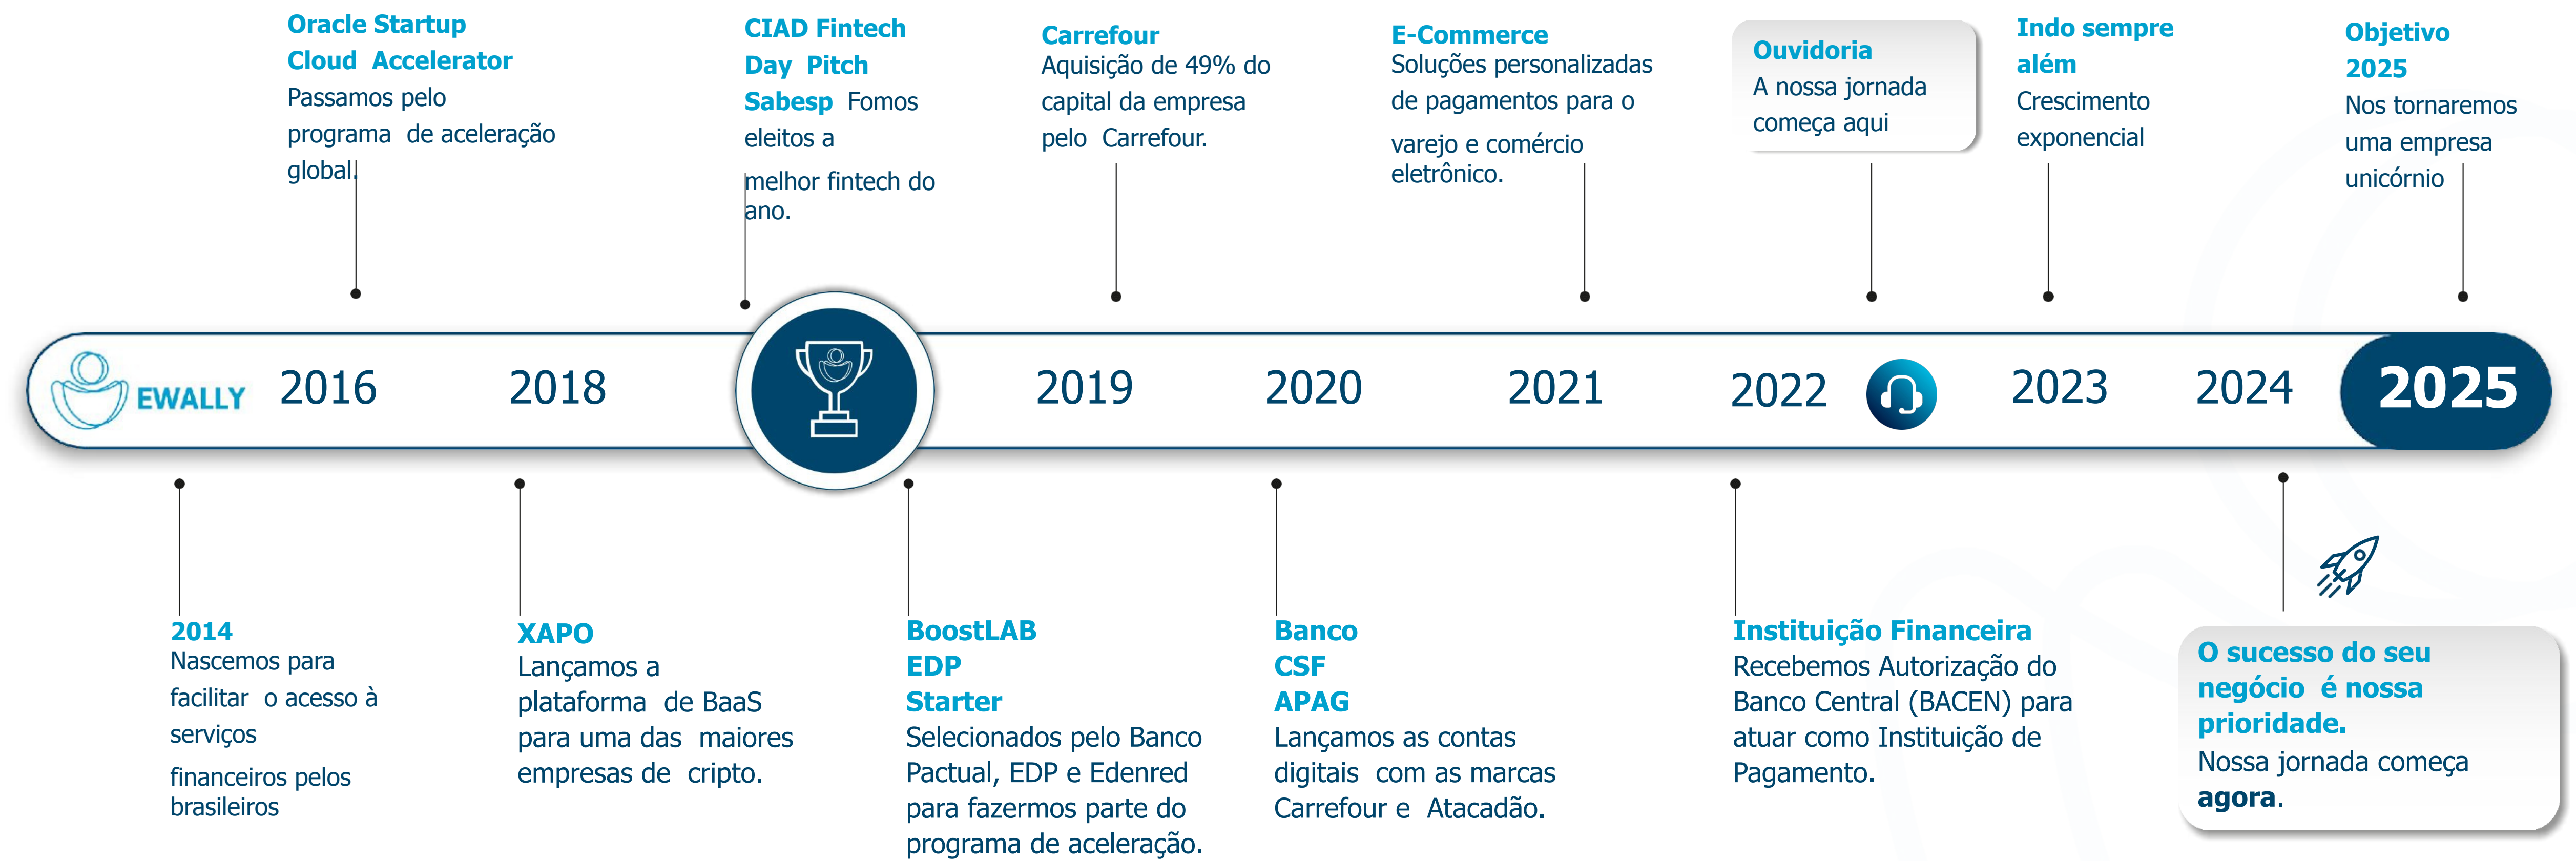 Oracle Startup
Cloud Accelerator
Passamos pelo
programa de aceleração
global.
CIAD Fintech
Day Pitch
Sabesp Fomos
eleitos a
melhor fintech do
ano.
Carrefour
Aquisição de 49% do
capital da empresa
pelo Carrefour.
E-Commerce
Soluções personalizadas
de pagamentos para o
varejo e comércio
eletrônico.
Ouvidoria
A nossa jornada
começa aqui
Indo sempre
além
Crescimento
exponencial
Objetivo
2025
Nos tornaremos
uma empresa
unicórnio
EWALLY 2016 2018 2019 2020 2021 2022 2023 2024 2025
2014
Nascemos para
facilitar o acesso à
serviços
financeiros pelos
brasileiros
XAPO
Lançamos a
plataforma de BaaS
para uma das maiores
empresas de cripto.
BoostLAB
EDP
Starter
Selecionados pelo Banco
Pactual, EDP e Edenred
para fazermos parte do
programa de aceleração.
Banco
CSF
APAG
Lançamos as contas
digitais com as marcas
Carrefour e Atacadão.
Instituição Financeira
Recebemos Autorização do
Banco Central (BACEN) para
atuar como Instituição de
Pagamento.
O sucesso do seu
negócio é nossa
prioridade.
Nossa jornada começa
agora.